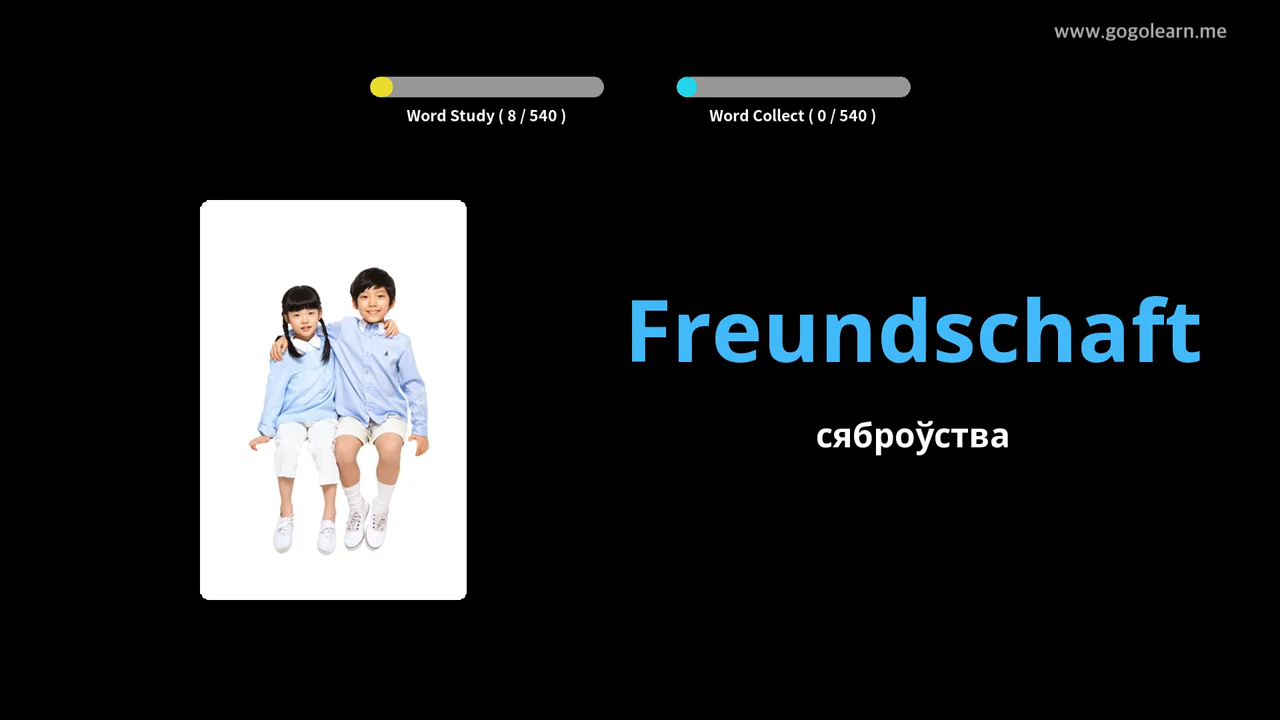 www.gogolearn.me
Word Study ( 8 / 540 )
Word Collect ( 0 / 540 )
Freundschaft
сяброўства